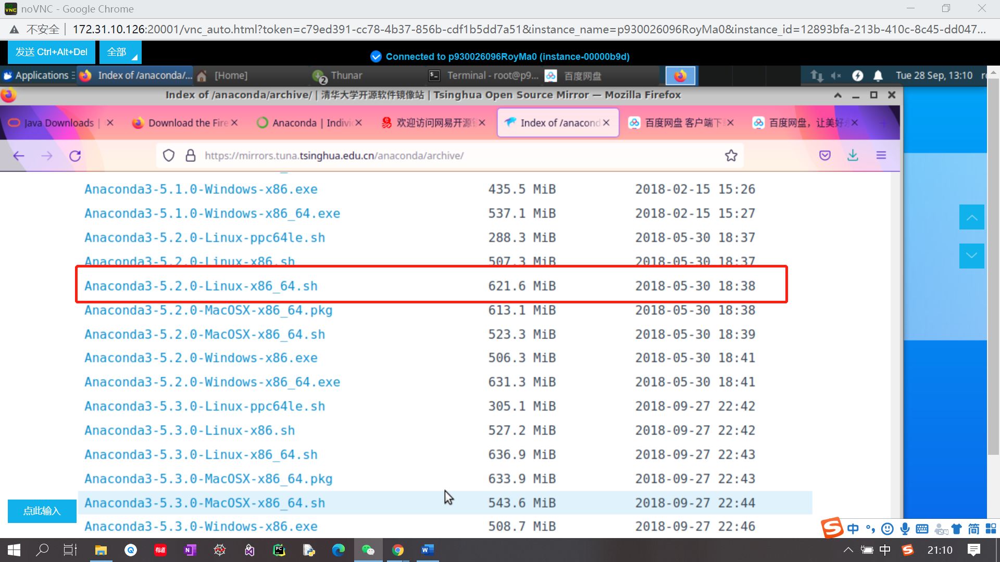 noVNC - Google Chrome
不安全 | 172.31.10.126:20001/vnc_auto.html?token=c79ed391-cc78-4b37-856b-cdf1b5dd7a51&instance_name=p930026096RoyMa0&instance_id=12893bfa-213b-410c-8c45-dd047...
发送 Ctrl+Alt+Del 全部 Connected to p930026096RoyMa0 (instance-00000b9d)
Applications Index of /anaconda/... [Home] 2 Thunar Terminal - root@p9... 百度网盘 Tue 28 Sep, 13:10
Index of /anaconda/archive/ | 清华大学开源软件镜像站 | Tsinghua Open Source Mirror — Mozilla Firefox
Java Downloads | Download the Fire Anaconda | Indivi 欢迎访问网易开源 Index of /anacond 百度网盘 客户端下 百度网盘，让美好
https://mirrors.tuna.tsinghua.edu.cn/anaconda/archive/
Anaconda3-5.1.0-Windows-x86.exe 435.5 MiB 2018-02-15 15:26
Anaconda3-5.1.0-Windows-x86_64.exe 537.1 MiB 2018-02-15 15:27
Anaconda3-5.2.0-Linux-ppc64le.sh 288.3 MiB 2018-05-30 18:37
Anaconda3-5.2.0-Linux-x86.sh 507.3 MiB 2018-05-30 18:37
Anaconda3-5.2.0-Linux-x86_64.sh 621.6 MiB 2018-05-30 18:38
Anaconda3-5.2.0-MacOSX-x86_64.pkg 613.1 MiB 2018-05-30 18:38
Anaconda3-5.2.0-MacOSX-x86_64.sh 523.3 MiB 2018-05-30 18:39
Anaconda3-5.2.0-Windows-x86.exe 506.3 MiB 2018-05-30 18:41
Anaconda3-5.2.0-Windows-x86_64.exe 631.3 MiB 2018-05-30 18:41
Anaconda3-5.3.0-Linux-ppc64le.sh 305.1 MiB 2018-09-27 22:42
Anaconda3-5.3.0-Linux-x86.sh 527.2 MiB 2018-09-27 22:42
Anaconda3-5.3.0-Linux-x86_64.sh 636.9 MiB 2018-09-27 22:43
Anaconda3-5.3.0-MacOSX-x86_64.pkg 633.9 MiB 2018-09-27 22:43
Anaconda3-5.3.0-MacOSX-x86_64.sh 543.6 MiB 2018-09-27 22:44
点此输入
Anaconda3-5.3.0-Windows-x86.exe 508.7 MiB 2018-09-27 22:46
中 简
有道 中 21:10